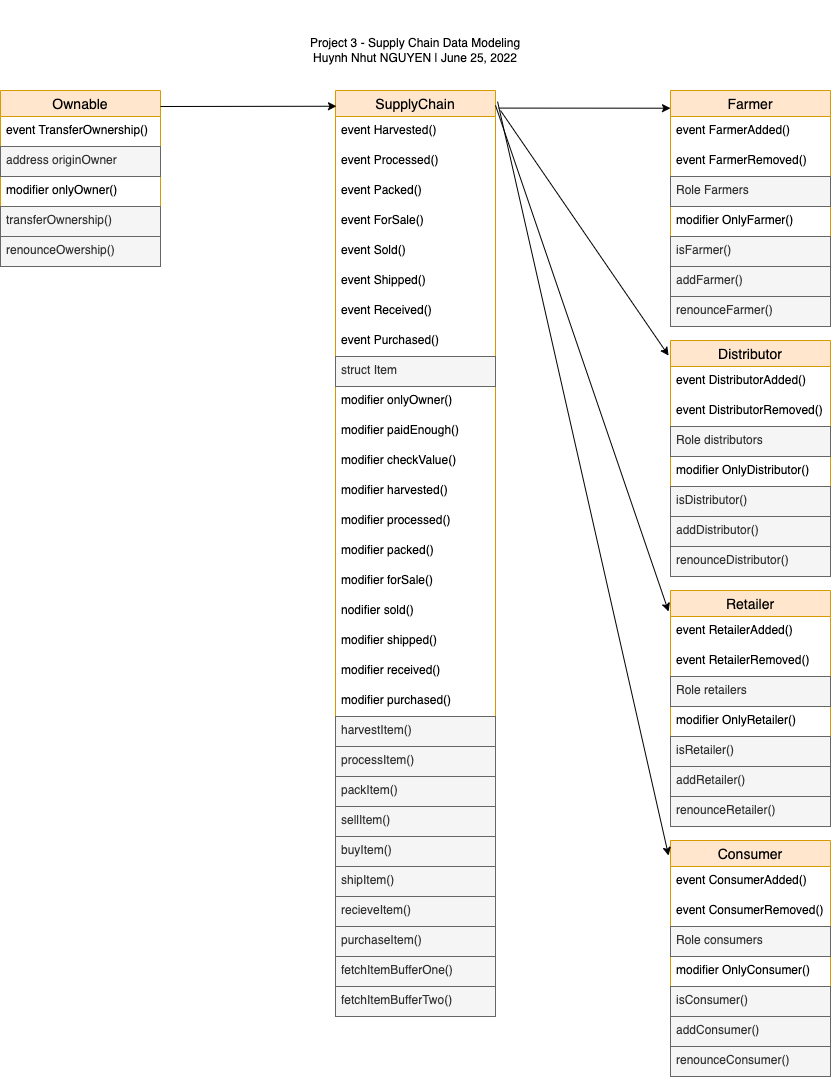 Project 3 - Supply Chain Data Modeling
Huynh Nhut NGUYEN | June 25, 2022
Ownable
event TransferOwnership()
address originOwner
modifier onlyOwner()
transferOwnership()
renounceOwership()
SupplyChain
event Harvested()
event Processed()
event Packed()
event ForSale()
event Sold()
event Shipped()
event Received()
event Purchased()
struct Item
modifier onlyOwner()
modifier paidEnough()
modifier checkValue()
modifier harvested()
modifier processed()
modifier packed()
modifier forSale()
nodifier sold()
modifier shipped()
modifier received()
modifier purchased()
harvestItem()
processItem()
packItem()
sellItem()
buyItem()
shipItem()
recieveItem()
purchaseItem()
fetchItemBufferOne()
fetchItemBufferTwo()
Farmer
event FarmerAdded()
event FarmerRemoved()
Role Farmers
modifier OnlyFarmer()
isFarmer()
addFarmer()
renounceFarmer()
Distributor
event DistributorAdded()
event DistributorRemoved()
Role distributors
modifier OnlyDistributor()
isDistributor()
addDistributor()
renounceDistributor()
Retailer
event RetailerAdded()
event RetailerRemoved()
Role retailers
modifier OnlyRetailer()
isRetailer()
addRetailer()
renounceRetailer()
Consumer
event ConsumerAdded()
event ConsumerRemoved()
Role consumers
modifier OnlyConsumer()
isConsumer()
addConsumer()
renounceConsumer()